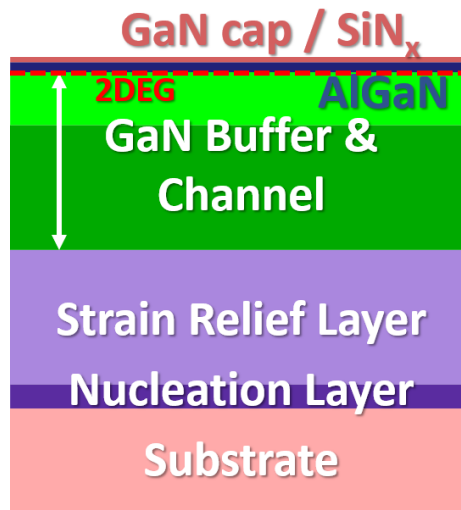 GaN cap / SiNx
2DEG AlGaN
GaN Buffer &
Channel
Strain Relief Layer
Nucleation Layer
Substrate